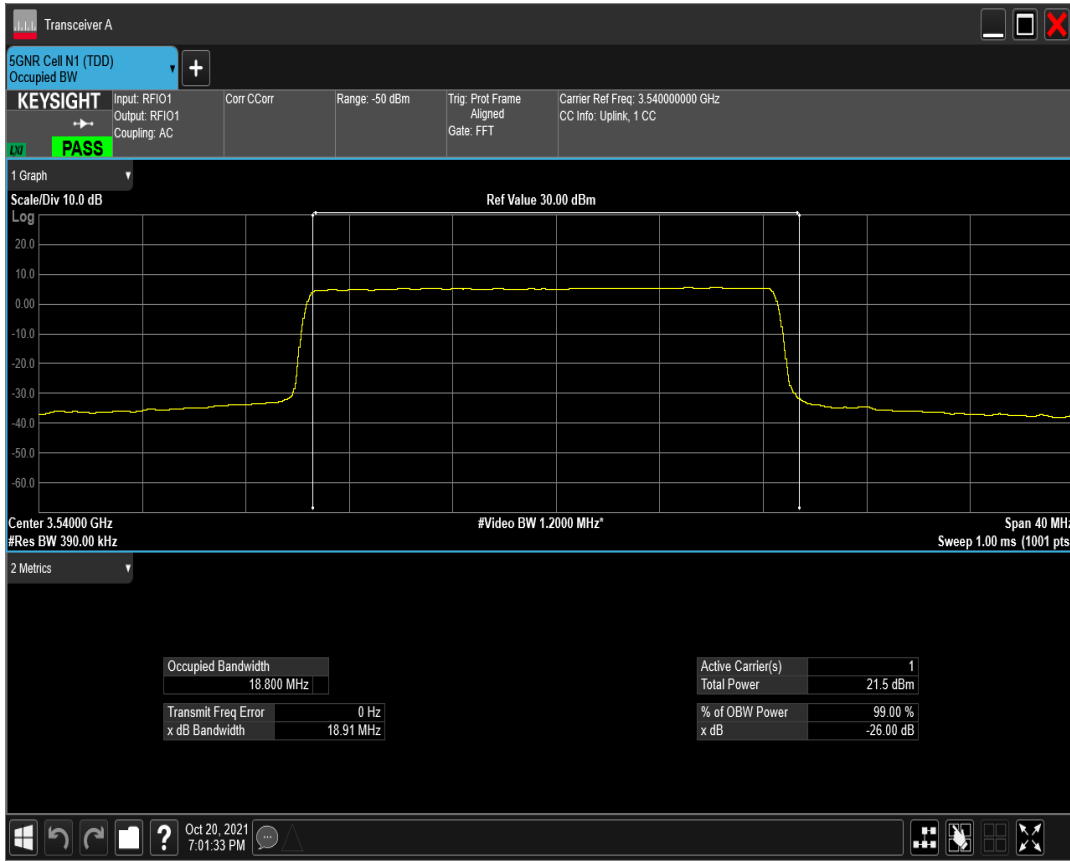 Transceiver A
5GNR Cell N1 (TDD)
Occupied BW
KEYSIGHT
LXI
PASS
Input: RFIO1
Output: RFIO1
Coupling: AC
Corr CCorr
Range: -50 dBm
Trig: Prot Frame
Aligned
Gate: FFT
Carrier Ref Freq: 3.540000000 GHz
CC Info: Uplink, 1 CC
1 Graph
Scale/Div 10.0 dB
Ref Value 30.00 dBm
Log
20.0
10.0
0.00
-10.0
-20.0
-30.0
-40.0
-50.0
-60.0
Center 3.54000 GHz
#Video BW 1.2000 MHz*
Span 40 MHz
#Res BW 390.00 kHz
Sweep 1.00 ms (1001 pts
2 Metrics
Occupied Bandwidth
18.800 MHz
Transmit Freq Error 0 Hz
x dB Bandwidth 18.91 MHz
Active Carrier(s) 1
Total Power 21.5 dBm
% of OBW Power 99.00 %
x dB -26.00 dB
?
Oct 20, 2021
7:01:33 PM